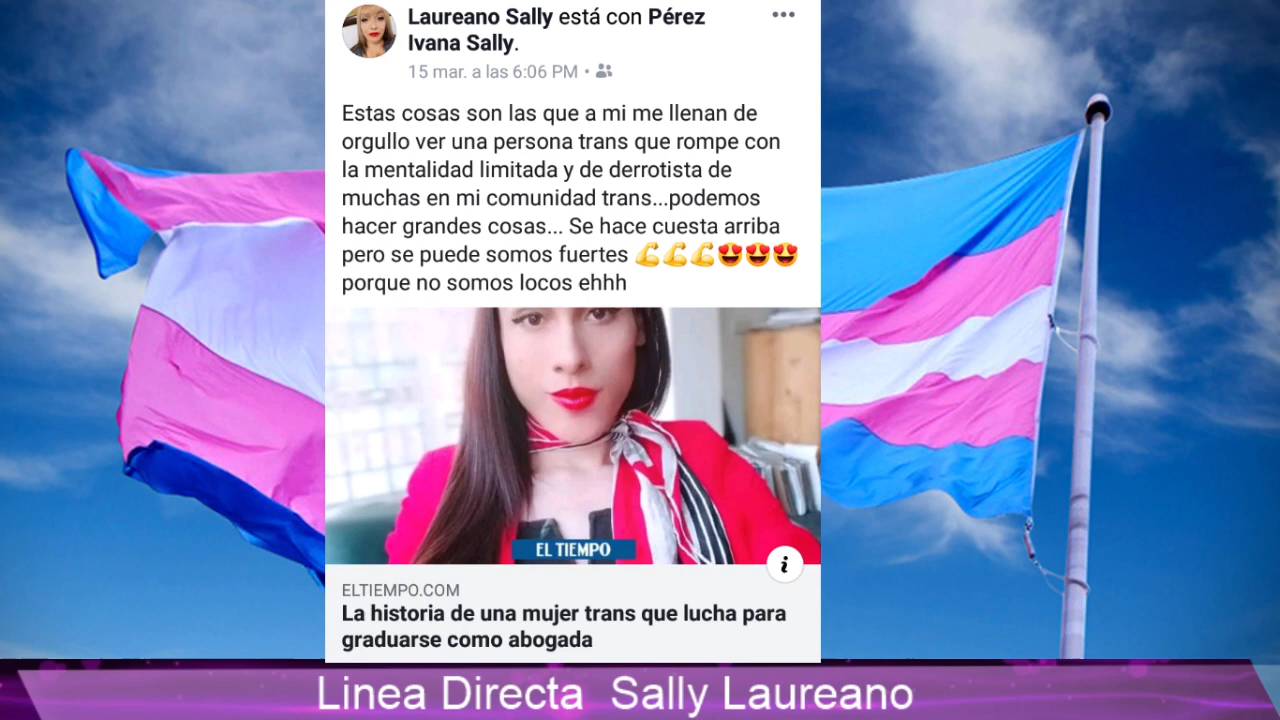 Laureano Sally está con Pérez
Ivana Sally.
15 mar. a las 6:06 PM •
Estas cosas son las que a mi me llenan de
orgullo ver una persona trans que rompe con
la mentalidad limitada y de derrotista de
muchas en mi comunidad trans...podemos
hacer grandes cosas... Se hace cuesta arriba
pero se puede somos fuertes 💪💪💪😍😍😍
porque no somos locos ehhh
EL TIEMPO
i
ELTIEMPO.COM
La historia de una mujer trans que lucha para
graduarse como abogada
Linea Directa Sally Laureano